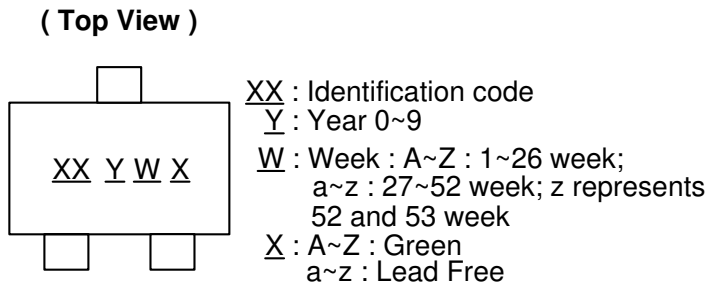 ( Top View )
XX Y W X
XX : Identification code
Y : Year 0~9
W : Week : A~Z : 1~26 week;
a~z : 27~52 week; z represents
52 and 53 week
X : A~Z : Green
a~z : Lead Free